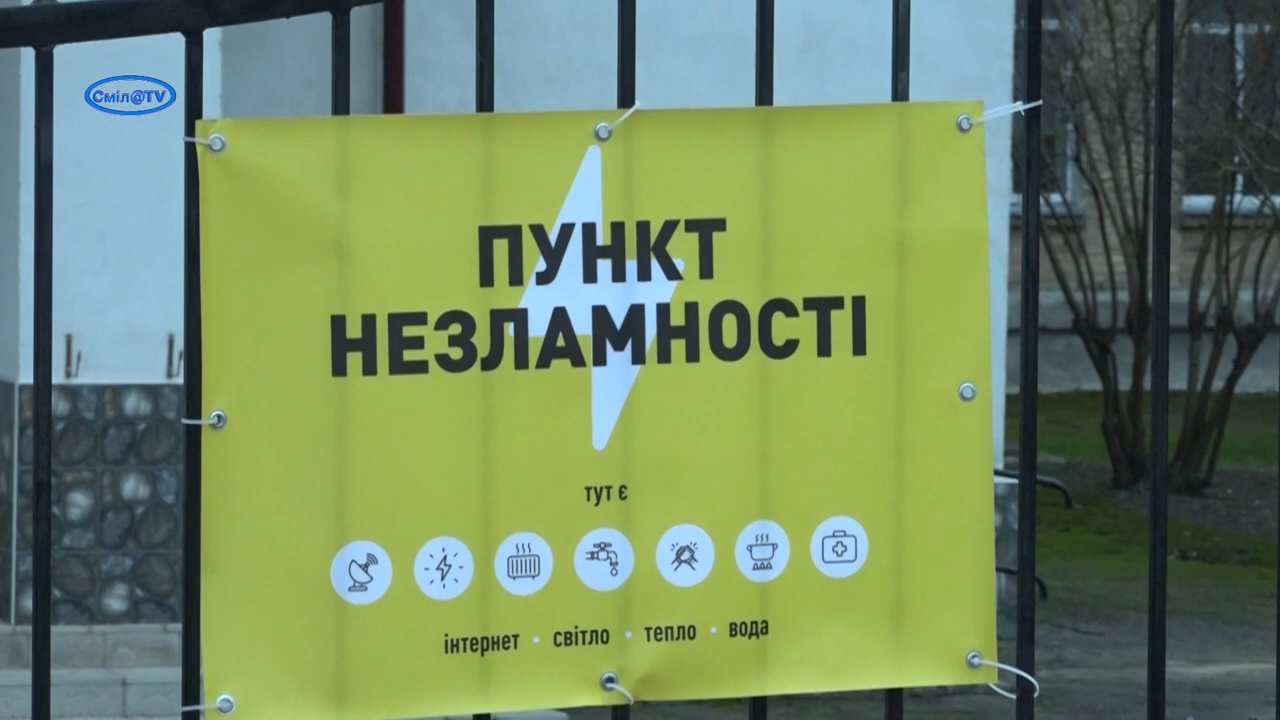 Сміл@TV
ПУНКТ
НЕЗЛАМНОСТІ
тут є
інтернет • світло • тепло • вода